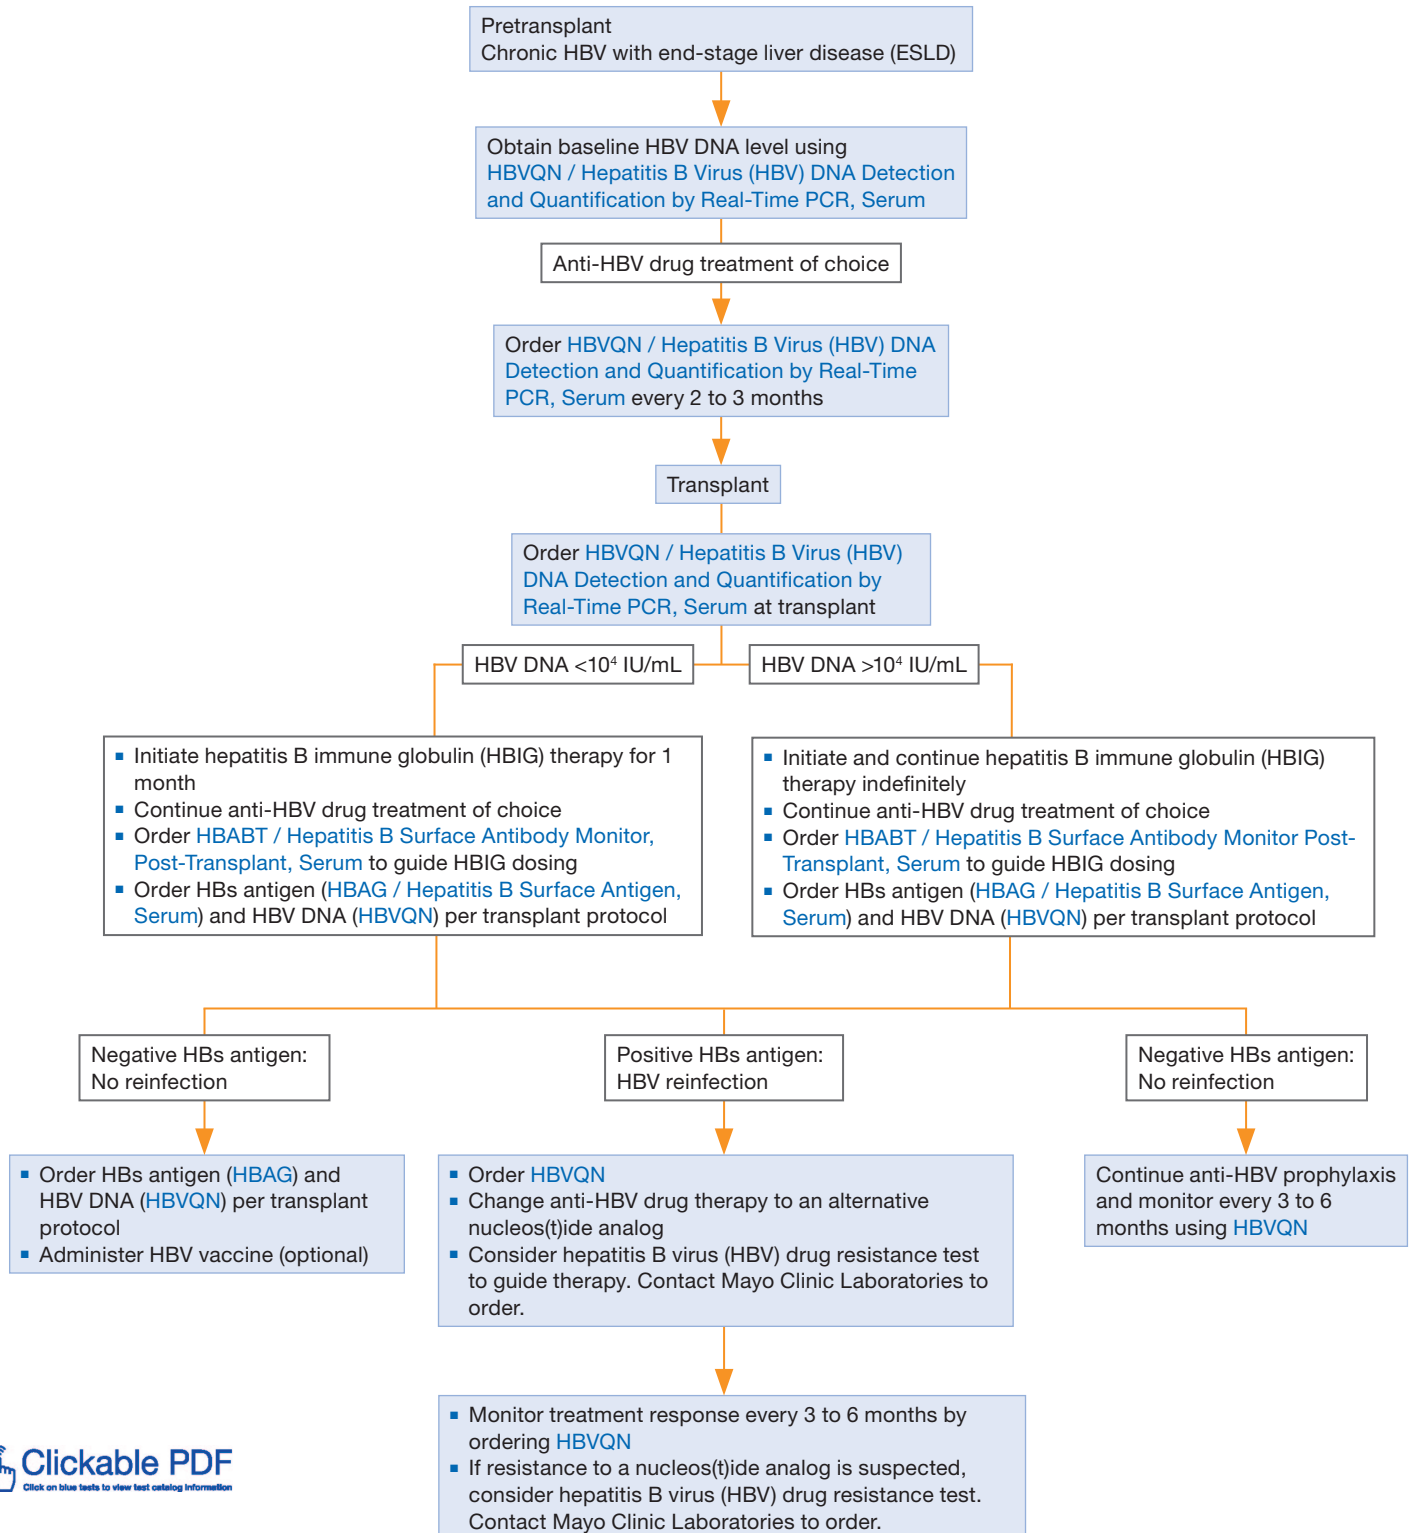 Pretransplant
Chronic HBV with end-stage liver disease (ESLD)
Obtain baseline HBV DNA level using
HBVQN / Hepatitis B Virus (HBV) DNA Detection
and Quantification by Real-Time PCR, Serum
Anti-HBV drug treatment of choice
Order HBVQN / Hepatitis B Virus (HBV) DNA
Detection and Quantification by Real-Time
PCR, Serum every 2 to 3 months
Transplant
Order HBVQN / Hepatitis B Virus (HBV)
DNA Detection and Quantification by
Real-Time PCR, Serum at transplant
HBV DNA <10⁴ IU/mL
HBV DNA >10⁴ IU/mL
▪ Initiate hepatitis B immune globulin (HBIG) therapy for 1
month
▪ Continue anti-HBV drug treatment of choice
▪ Order HBABT / Hepatitis B Surface Antibody Monitor,
Post-Transplant, Serum to guide HBIG dosing
▪ Order HBs antigen (HBAG / Hepatitis B Surface Antigen,
Serum) and HBV DNA (HBVQN) per transplant protocol
▪ Initiate and continue hepatitis B immune globulin (HBIG)
therapy indefinitely
▪ Continue anti-HBV drug treatment of choice
▪ Order HBABT / Hepatitis B Surface Antibody Monitor Post-
Transplant, Serum to guide HBIG dosing
▪ Order HBs antigen (HBAG / Hepatitis B Surface Antigen,
Serum) and HBV DNA (HBVQN) per transplant protocol
Negative HBs antigen:
No reinfection
Positive HBs antigen:
HBV reinfection
Negative HBs antigen:
No reinfection
▪ Order HBs antigen (HBAG) and
HBV DNA (HBVQN) per transplant
protocol
▪ Administer HBV vaccine (optional)
▪ Order HBVQN
▪ Change anti-HBV drug therapy to an alternative
nucleos(t)ide analog
▪ Consider hepatitis B virus (HBV) drug resistance test
to guide therapy. Contact Mayo Clinic Laboratories to
order.
Continue anti-HBV prophylaxis
and monitor every 3 to 6
months using HBVQN
▪ Monitor treatment response every 3 to 6 months by
ordering HBVQN
▪ If resistance to a nucleos(t)ide analog is suspected,
consider hepatitis B virus (HBV) drug resistance test.
Contact Mayo Clinic Laboratories to order.
Clickable PDF
Click on blue tests to view test catalog information